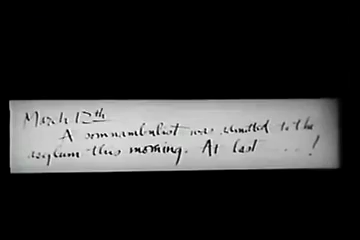 March 12th
A somnambulist was admitted to the
asylum this morning. At last ...!